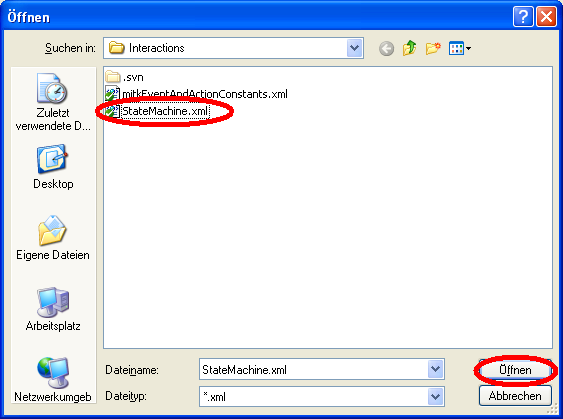 Öffnen
Suchen in:
Interactions
.svn
mitkEventAndActionConstants.xml
StateMachine.xml
Zuletzt
verwendete D...
Desktop
Eigene Dateien
Arbeitsplatz
Netzwerkumgeb
Dateiname:
StateMachine.xml
Öffnen
Dateityp:
*.xml
Abbrechen